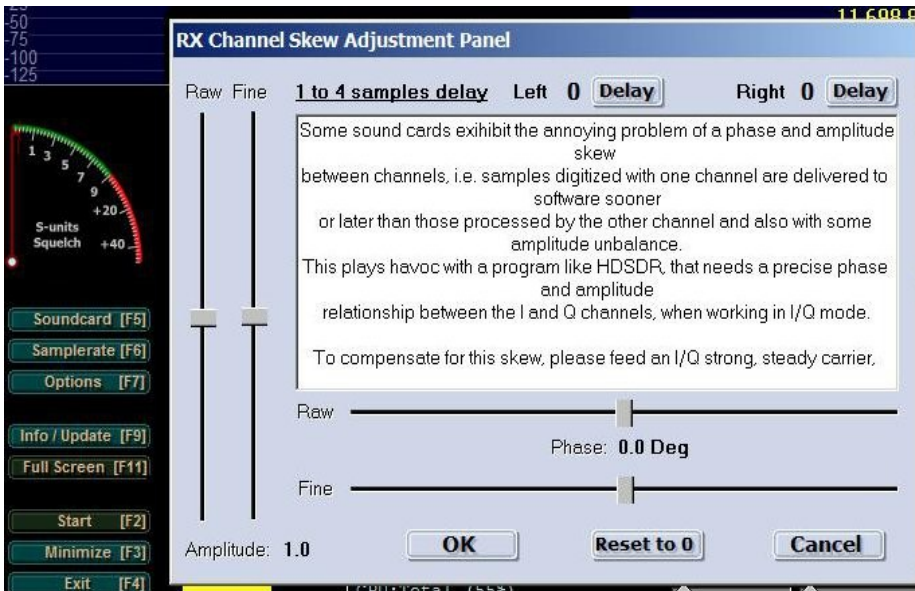 -50
-75
-100
-125
RX Channel Skew Adjustment Panel
Raw Fine
1 to 4 samples delay Left 0 Delay Right 0 Delay
Some sound cards exihibit the annoying problem of a phase and amplitude
skew
between channels, i.e. samples digitized with one channel are delivered to
software sooner
or later than those processed by the other channel and also with some
amplitude unbalance.
This plays havoc with a program like HDSDR, that needs a precise phase
and amplitude
relationship between the I and Q channels, when working in I/Q mode.
To compensate for this skew, please feed an I/Q strong, steady carrier,
Raw
Phase: 0.0 Deg
Fine
Amplitude: 1.0
OK Reset to 0 Cancel
1 3 5 7 9 +20 +40
S-units
Squelch
Soundcard [F5]
Samplerate [F6]
Options [F7]
Info / Update [F9]
Full Screen [F11]
Start [F2]
Minimize [F3]
Exit [F4]